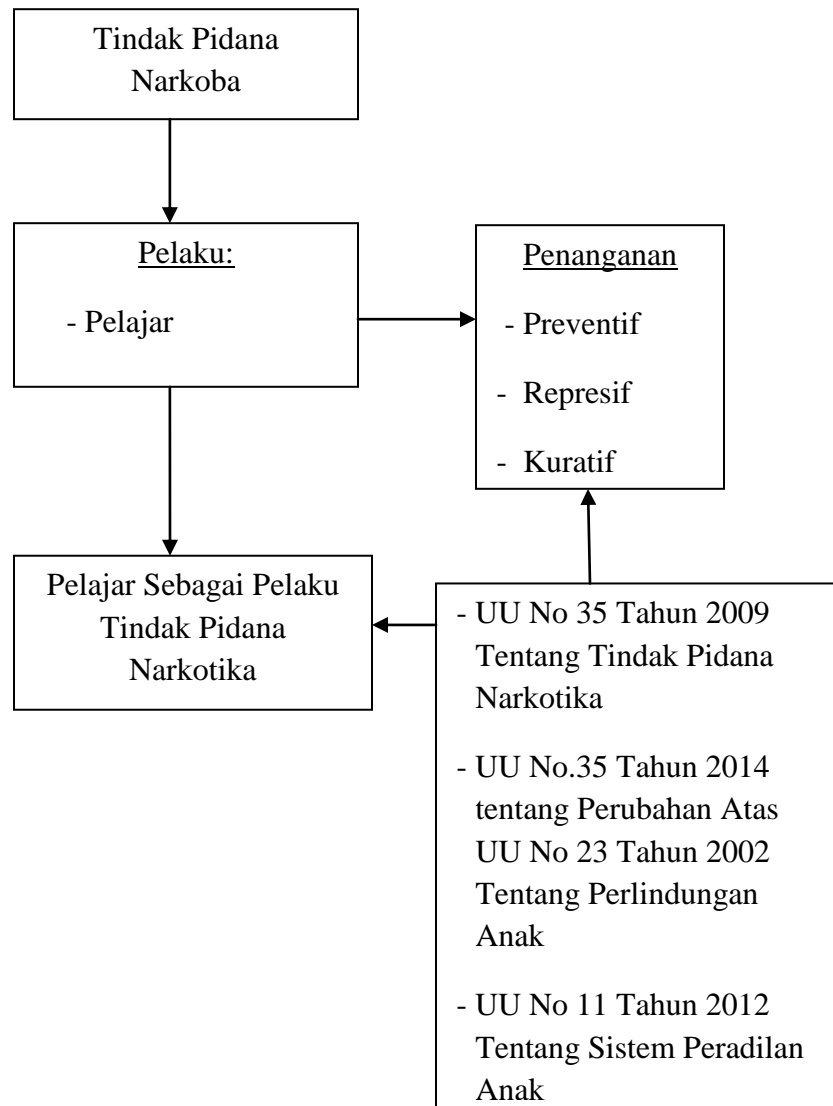 Tindak Pidana
Narkoba
Pelaku:
- Pelajar
Penanganan
- Preventif
- Represif
- Kuratif
Pelajar Sebagai Pelaku
Tindak Pidana
Narkotika
- UU No 35 Tahun 2009
Tentang Tindak Pidana
Narkotika
- UU No.35 Tahun 2014
tentang Perubahan Atas
UU No 23 Tahun 2002
Tentang Perlindungan
Anak
- UU No 11 Tahun 2012
Tentang Sistem Peradilan
Anak